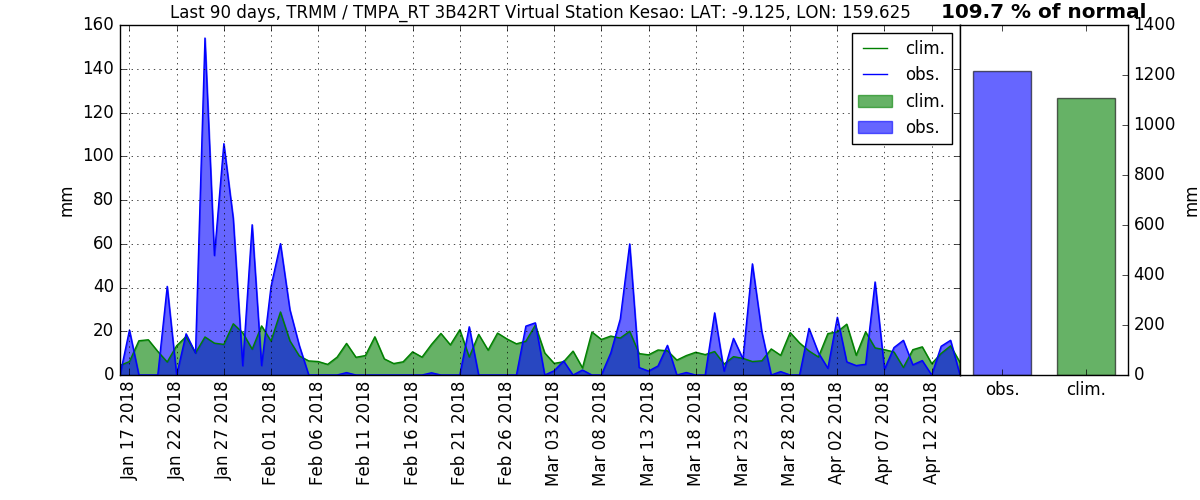 Last 90 days, TRMM / TMPA_RT 3B42RT Virtual Station Kesao: LAT: -9.125, LON: 159.625
109.7 % of normal
160
140
120
100
80
60
40
20
0
mm
clim.
obs.
clim.
obs.
1400
1200
1000
800
600
400
200
0
mm
Jan 17 2018
Jan 22 2018
Jan 27 2018
Feb 01 2018
Feb 06 2018
Feb 11 2018
Feb 16 2018
Feb 21 2018
Feb 26 2018
Mar 03 2018
Mar 08 2018
Mar 13 2018
Mar 18 2018
Mar 23 2018
Mar 28 2018
Apr 02 2018
Apr 07 2018
Apr 12 2018
obs.
clim.